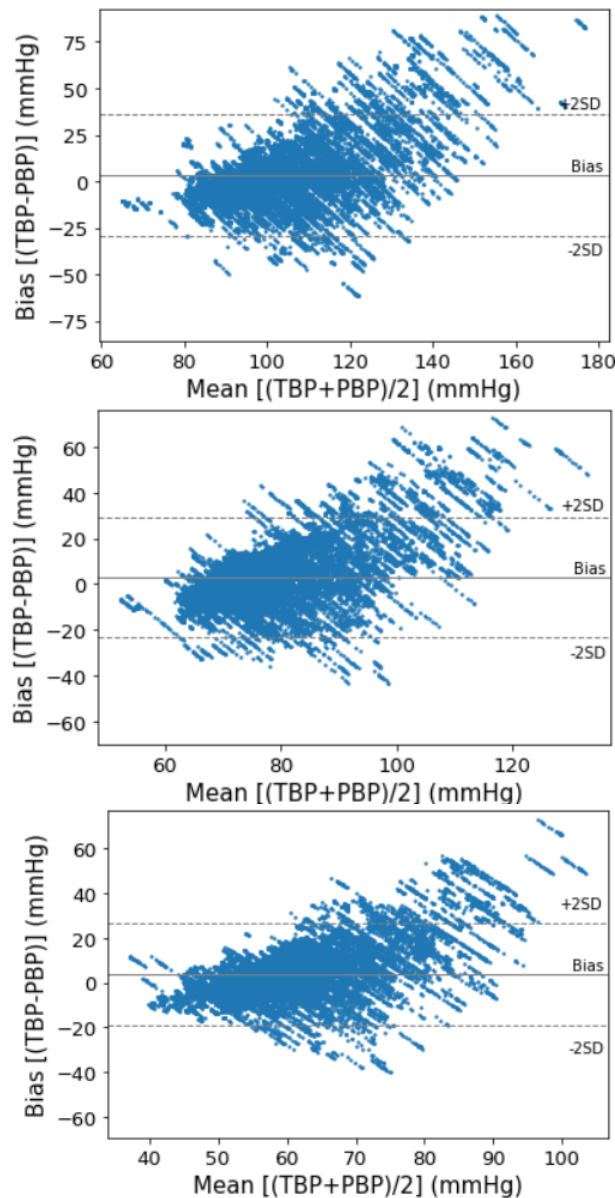 Bias [(TBP-PBP)] (mmHg)
75
50
25
0
−25
−50
−75
+2SD
Bias
-2SD
60 80 100 120 140 160 180
Mean [(TBP+PBP)/2] (mmHg)
Bias [(TBP-PBP)] (mmHg)
60
40
20
0
−20
−40
−60
+2SD
Bias
-2SD
60 80 100 120
Mean [(TBP+PBP)/2] (mmHg)
Bias [(TBP-PBP)] (mmHg)
60
40
20
0
−20
−40
−60
+2SD
Bias
-2SD
40 50 60 70 80 90 100
Mean [(TBP+PBP)/2] (mmHg)